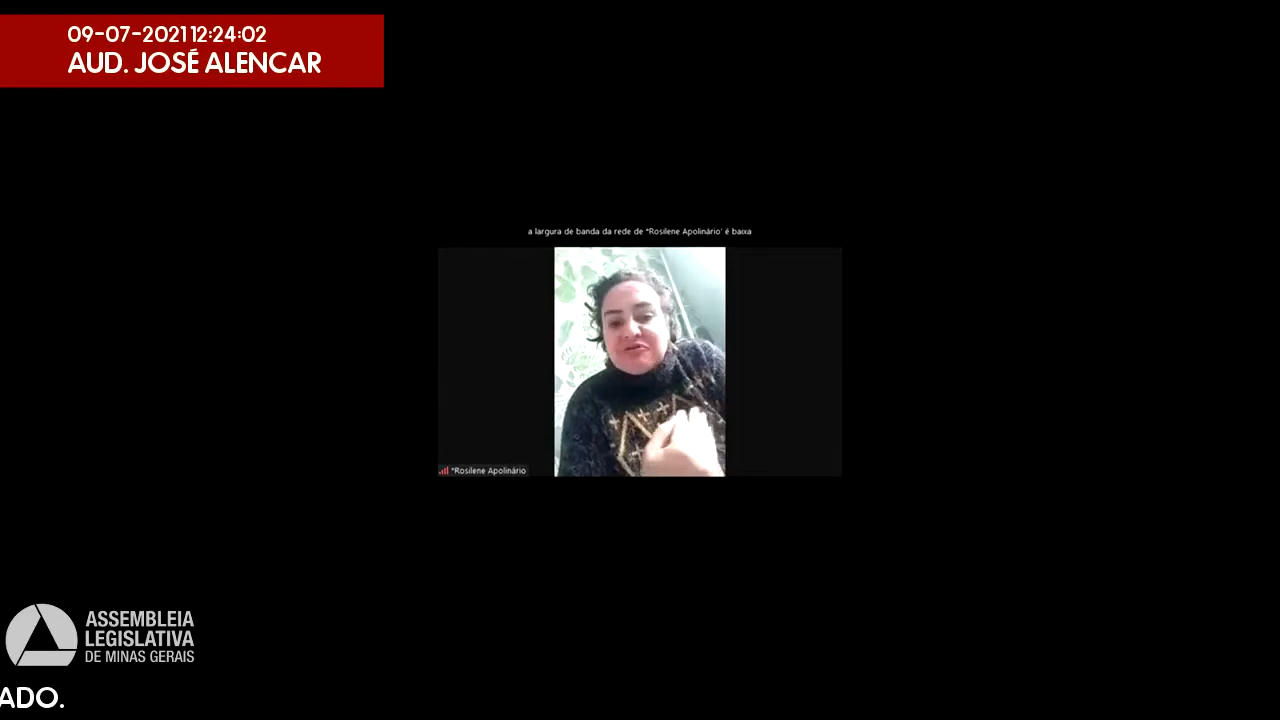 09-07-2021 12:24:02
AUD. JOSÉ ALENCAR
a largura de banda da rede de "Rosilene Apolinário' é baixa
*Rosilene Apolinário
ASSEMBLEIA
LEGISLATIVA
DE MINAS GERAIS
ADO.